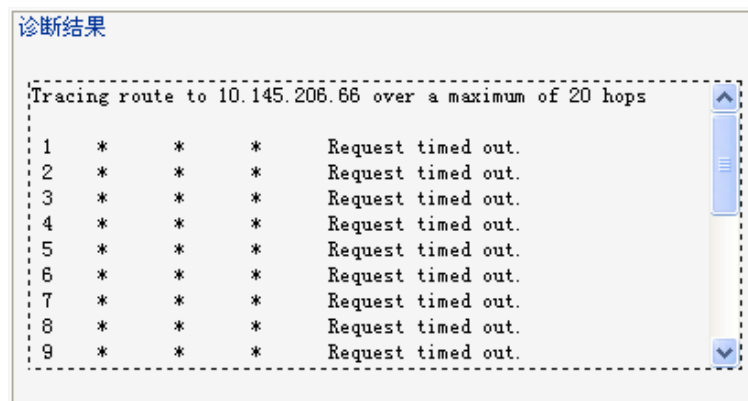 诊断结果
Tracing route to 10.145.206.66 over a maximum of 20 hops
1 * * * Request timed out.
2 * * * Request timed out.
3 * * * Request timed out.
4 * * * Request timed out.
5 * * * Request timed out.
6 * * * Request timed out.
7 * * * Request timed out.
8 * * * Request timed out.
9 * * * Request timed out.